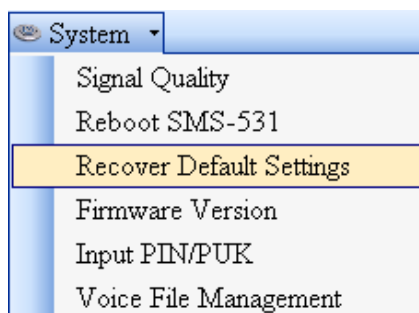 System
Signal Quality
Reboot SMS-531
Recover Default Settings
Firmware Version
Input PIN/PUK
Voice File Management